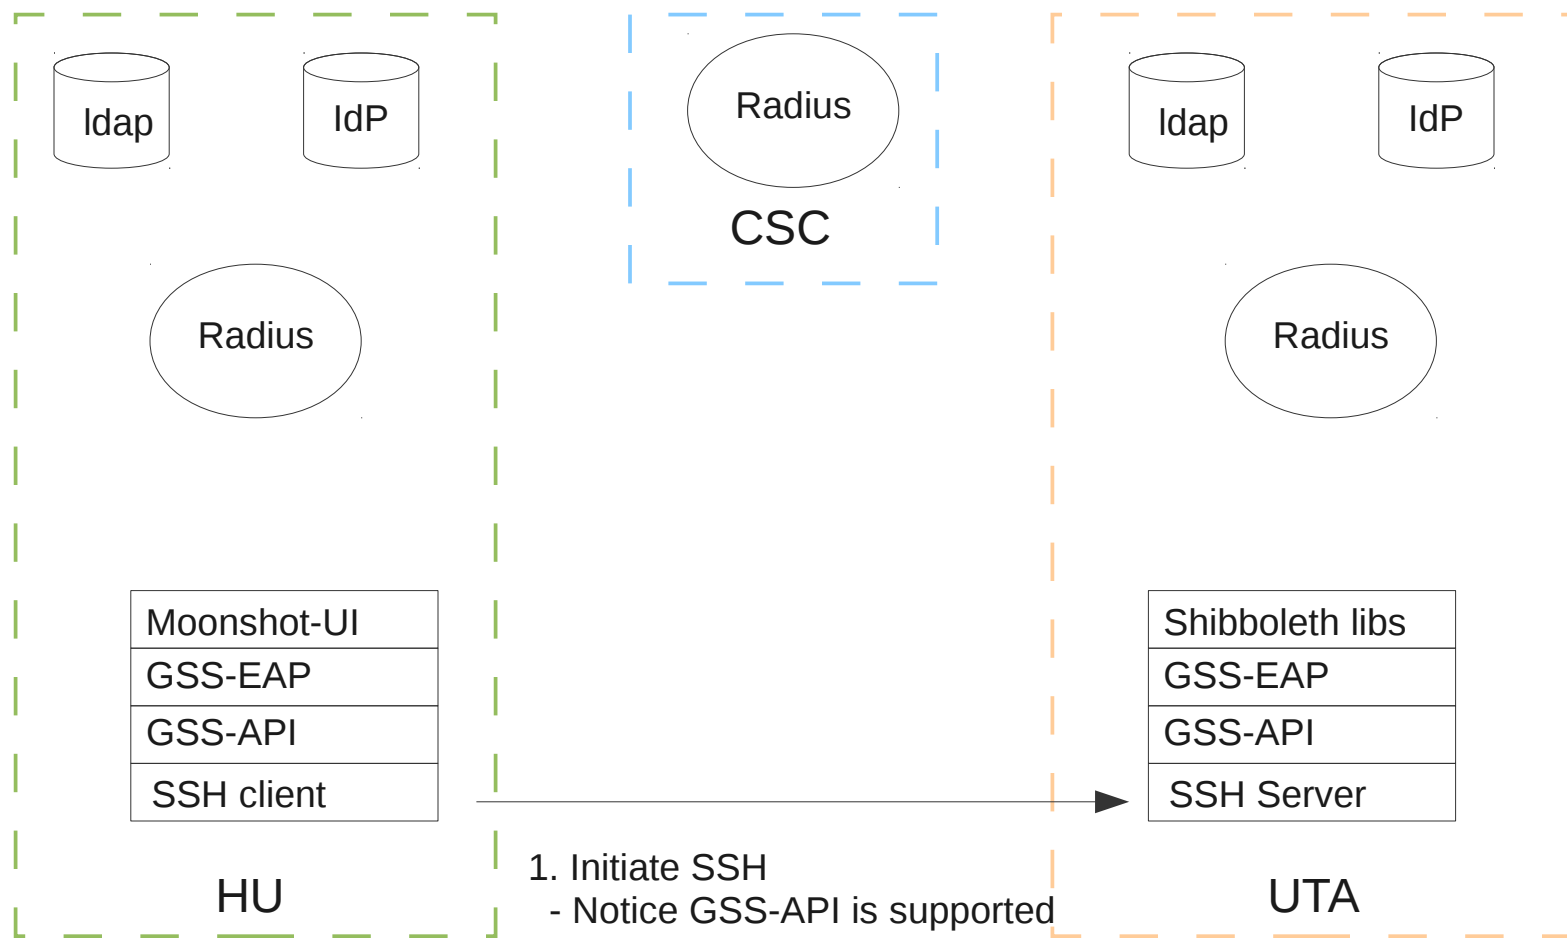 ldap
IdP
Radius
Moonshot-UI
GSS-EAP
GSS-API
SSH client
HU
Radius
CSC
1. Initiate SSH
- Notice GSS-API is supported
ldap
IdP
Radius
Shibboleth libs
GSS-EAP
GSS-API
SSH Server
UTA